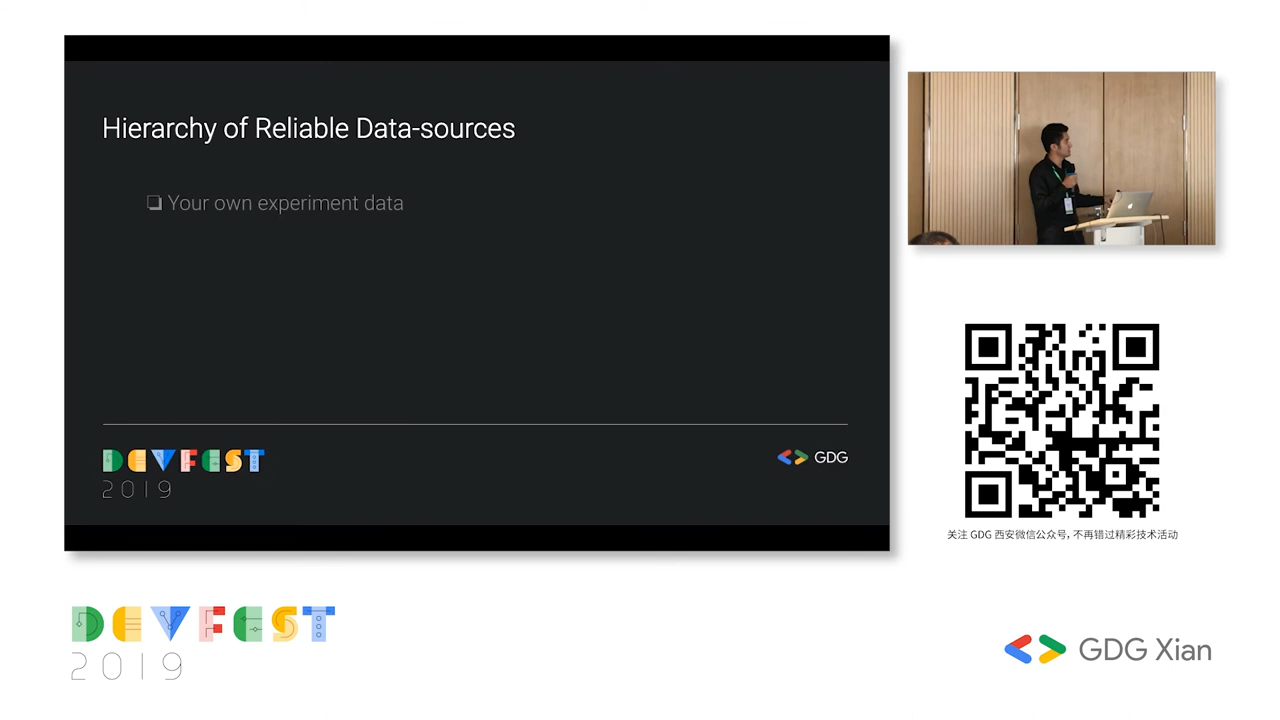 Hierarchy of Reliable Data-sources
❑ Your own experiment data
DEVFEST
2019
GDG
关注 GDG 西安微信公众号, 不再错过精彩技术活动
DEVFEST
2019
GDG Xian